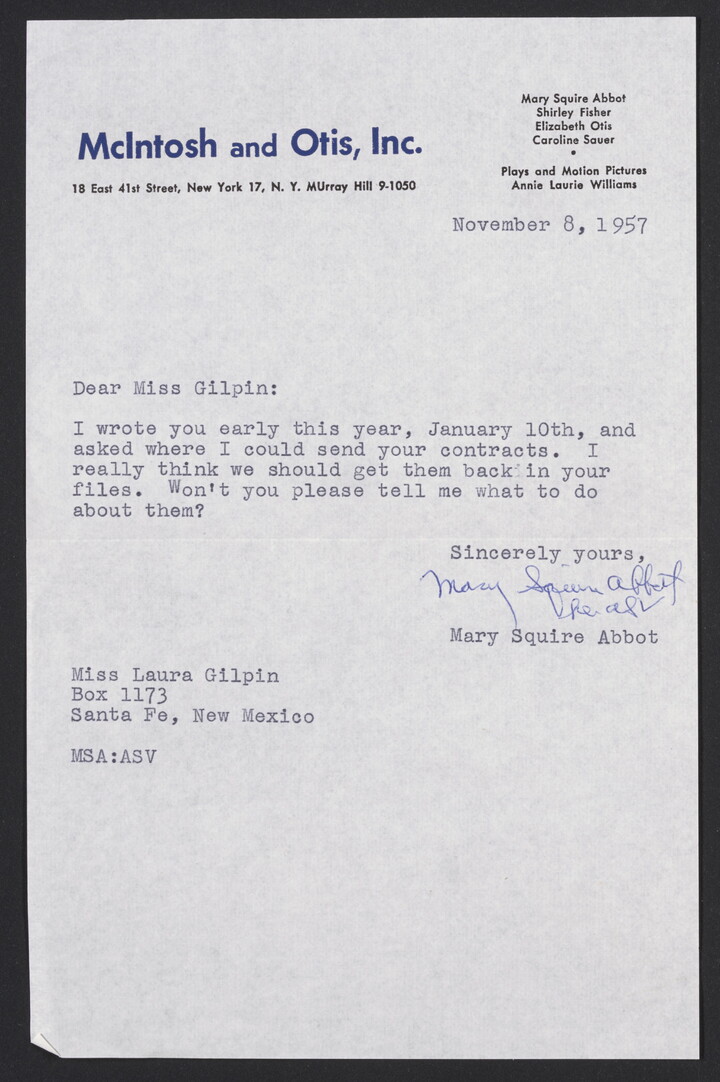 McIntosh and Otis, Inc.
18 East 41st Street, New York 17, N. Y. MUrray Hill 9-1050
Mary Squire Abbot
Shirley Fisher
Elizabeth Otis
Caroline Sauer
•
Plays and Motion Pictures
Annie Laurie Williams
November 8, 1957
Dear Miss Gilpin:
I wrote you early this year, January 10th, and
asked where I could send your contracts. I
really think we should get them back in your
files. Won't you please tell me what to do
about them?
Sincerely yours,
Mary Squire Abbot
Mary Squire Abbot
Miss Laura Gilpin
Box 1173
Santa Fe, New Mexico
MSA:ASV